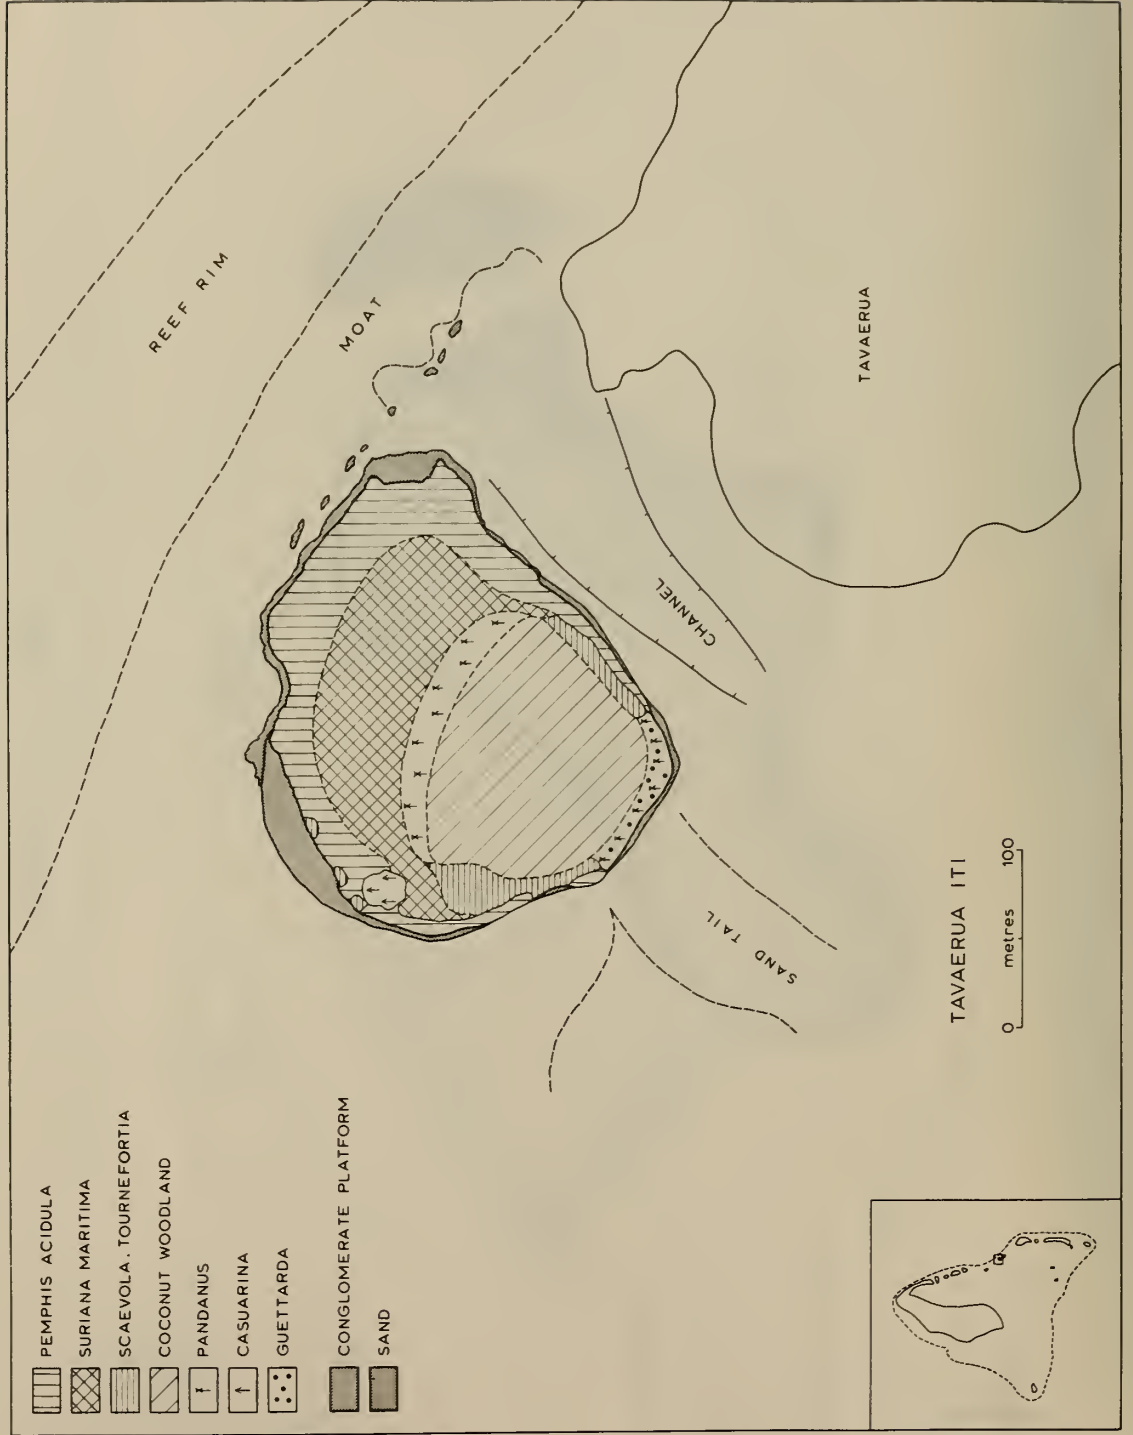 PEMPHIS ACIDULA
SURIANA MARITIMA
SCAEVOLA . TOURNEFORTIA
COCONUT WOODLAND
PANDANUS
CASUARINA
GUETTARDA
CONGLOMERATE PLATFORM
SAND
REEF RIM
MOAT
CHANNEL
SAND TAIL
TAVAERUA
TAVAERUA ITI
0 metres 100